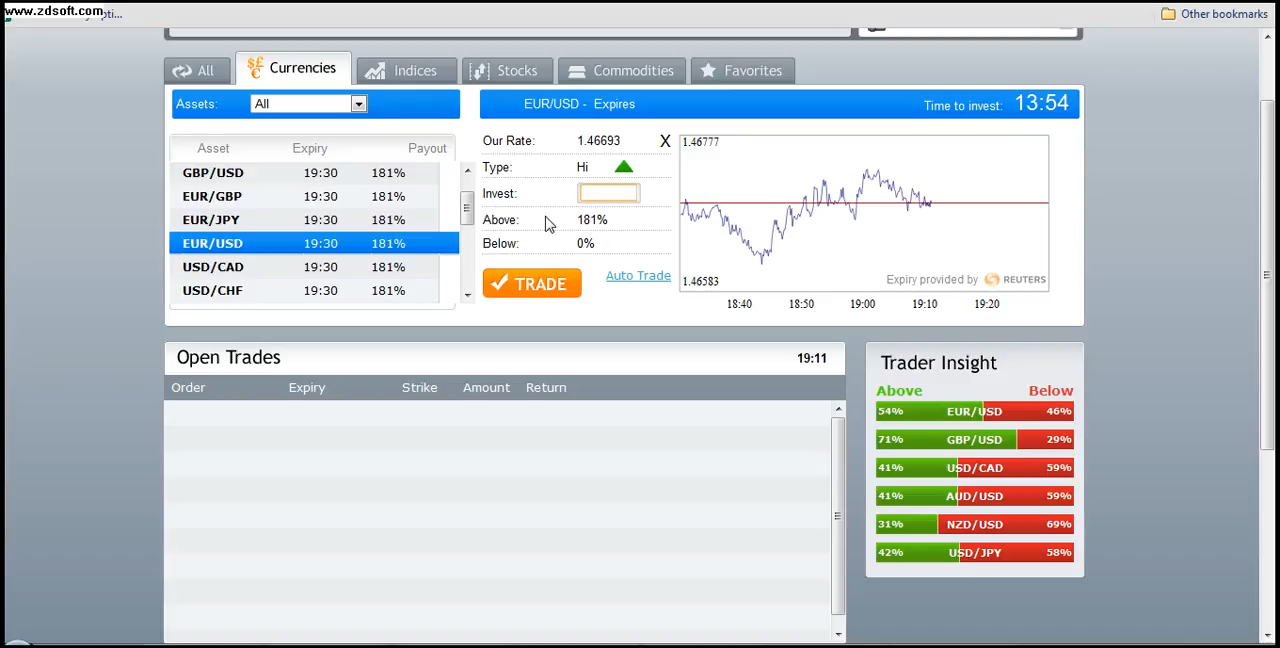 www.zdsoft.com
Other bookmarks
All
Currencies
Indices
Stocks
Commodities
Favorites
Assets: All
EUR/USD - Expires
Time to invest: 13:54
Asset Expiry Payout
GBP/USD 19:30 181%
EUR/GBP 19:30 181%
EUR/JPY 19:30 181%
EUR/USD 19:30 181%
USD/CAD 19:30 181%
USD/CHF 19:30 181%
Our Rate: 1.46693 X
Type: Hi
Invest:
Above: 181%
Below: 0%
TRADE
Auto Trade
1.46777
1.46583
Expiry provided by REUTERS
18:40 18:50 19:00 19:10 19:20
Open Trades 19:11
Order Expiry Strike Amount Return
Trader Insight
Above Below
54% EUR/USD 46%
71% GBP/USD 29%
41% USD/CAD 59%
41% AUD/USD 59%
31% NZD/USD 69%
42% USD/JPY 58%